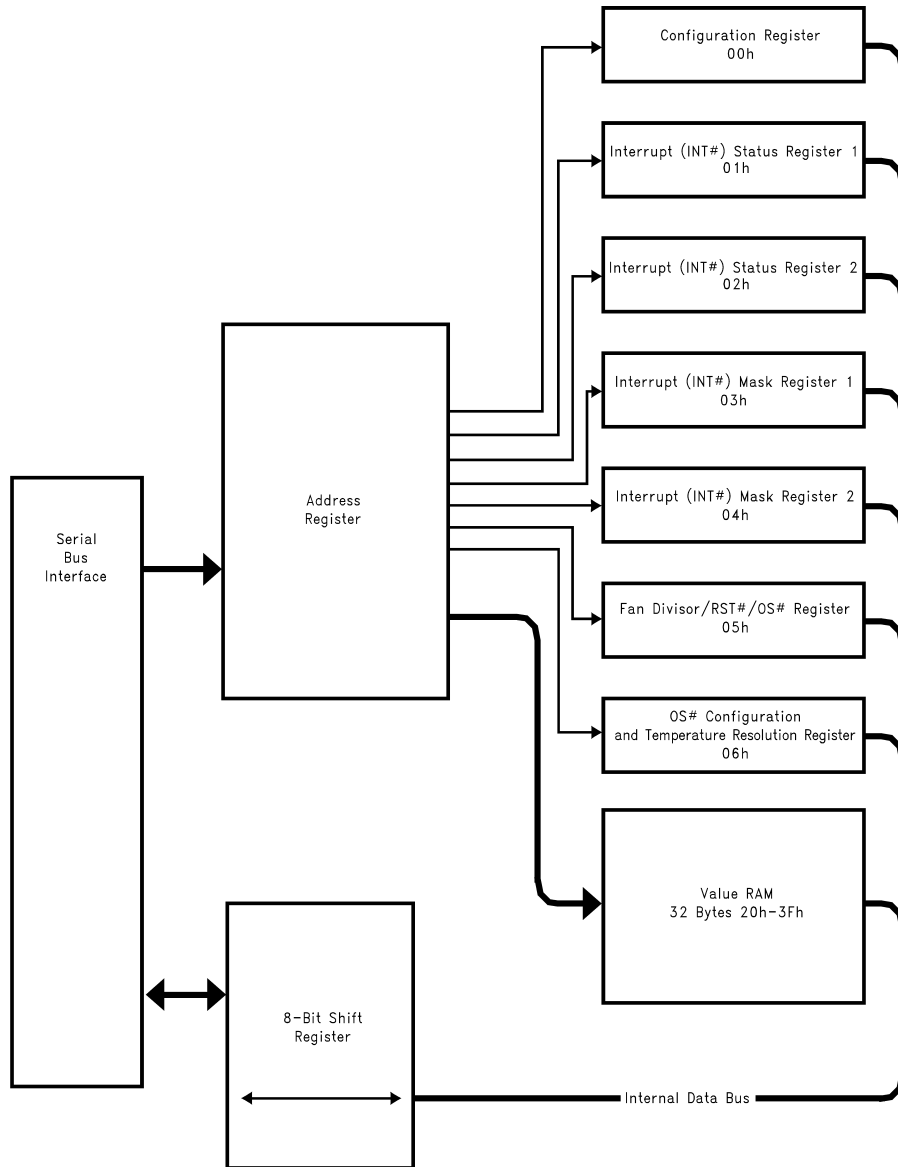 Configuration Register
00h
Interrupt (INT#) Status Register 1
01h
Interrupt (INT#) Status Register 2
02h
Interrupt (INT#) Mask Register 1
03h
Interrupt (INT#) Mask Register 2
04h
Fan Divisor/RST#/OS# Register
05h
OS# Configuration
and Temperature Resolution Register
06h
Value RAM
32 Bytes 20h-3Fh
Address
Register
Serial
Bus
Interface
8-Bit Shift
Register
Internal Data Bus